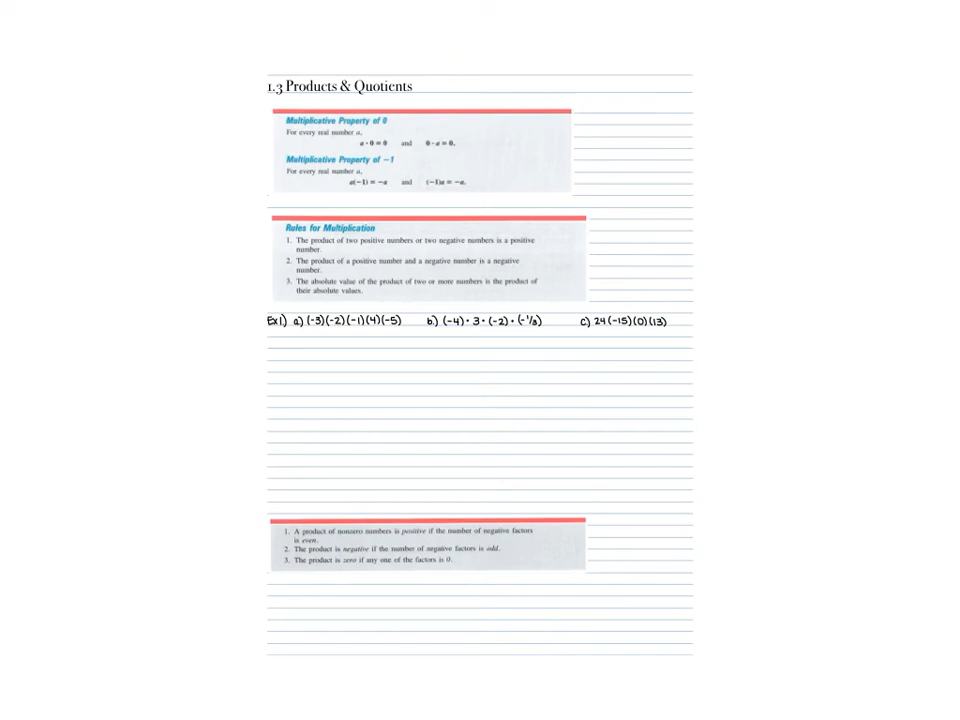 1.3 Products & Quotients
Multiplicative Property of 0
For every real number a,
a · 0 = 0 and 0 · a = 0.
Multiplicative Property of −1
For every real number a,
a(−1) = −a and (−1)a = −a.
Rules for Multiplication
1. The product of two positive numbers or two negative numbers is a positive
number.
2. The product of a positive number and a negative number is a negative
number.
3. The absolute value of the product of two or more numbers is the product of
their absolute values.
Ex1) a) (-3)(-2)(-1)(4)(-5) b.) (-4) · 3 · (-2) · (-1/3) c) 24(-15)(0)(13)
1. A product of nonzero numbers is positive if the number of negative factors
is even.
2. The product is negative if the number of negative factors is odd.
3. The product is zero if any one of the factors is 0.